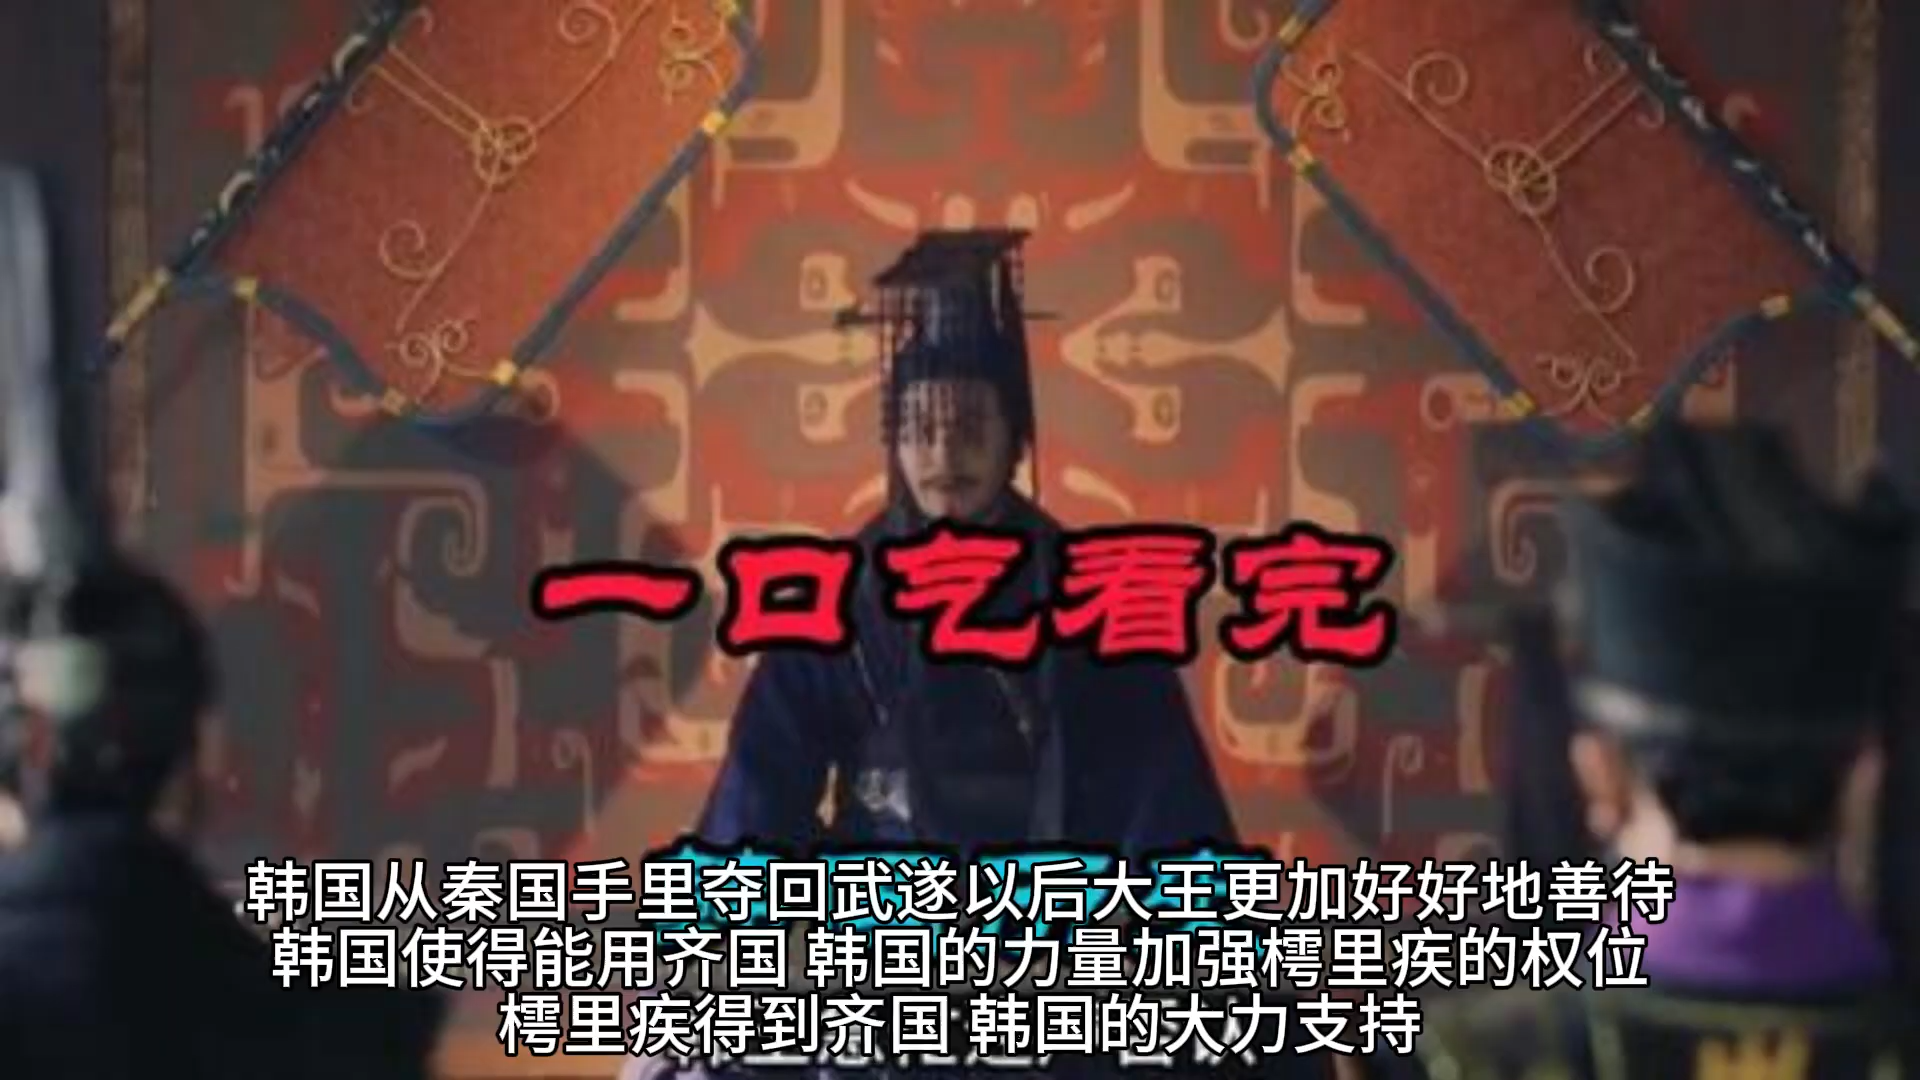 一口气看完
韩国从秦国手里夺回武遂以后大王更加好好地善待
韩国使得能用齐国 韩国的力量加强樗里疾的权位
樗里疾得到齐国 韩国的大力支持